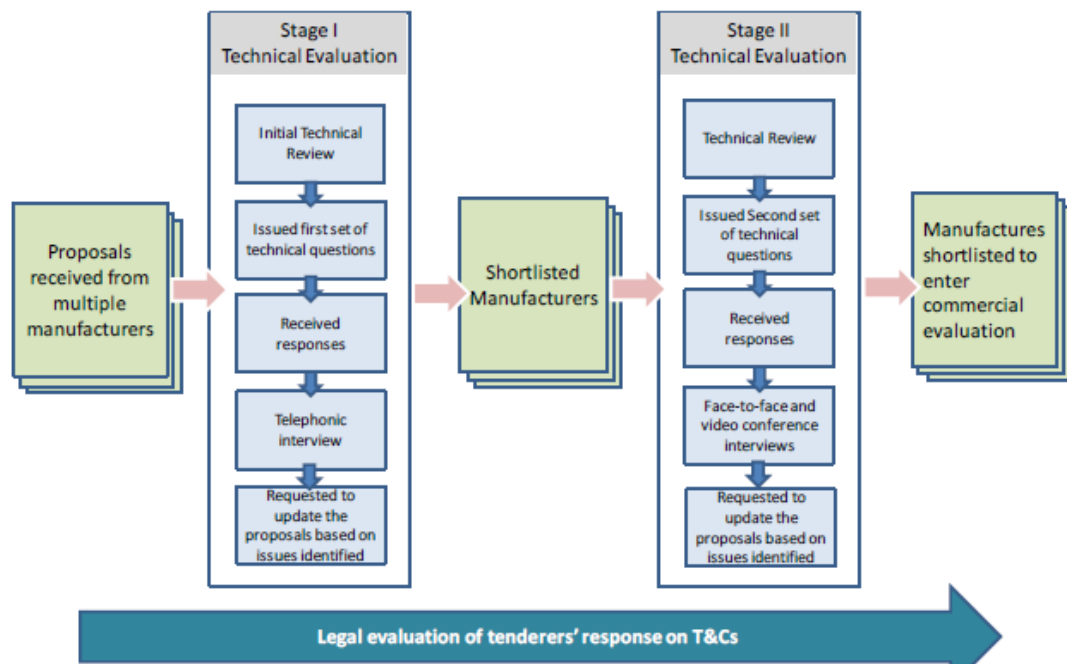 Proposals
received from
multiple
manufacturers
Stage I
Technical Evaluation
Initial Technical
Review
Issued first set of
technical questions
Received
responses
Telephonic
interview
Requested to
update the
proposals based on
issues identified
Shortlisted
Manufacturers
Stage II
Technical Evaluation
Technical Review
Issued Second set
of technical
questions
Received
responses
Face-to-face and
video conference
interviews
Requested to
update the
proposals based on
issues identified
Manufactures
shortlisted to
enter
commercial
evaluation
Legal evaluation of tenderers' response on T&Cs